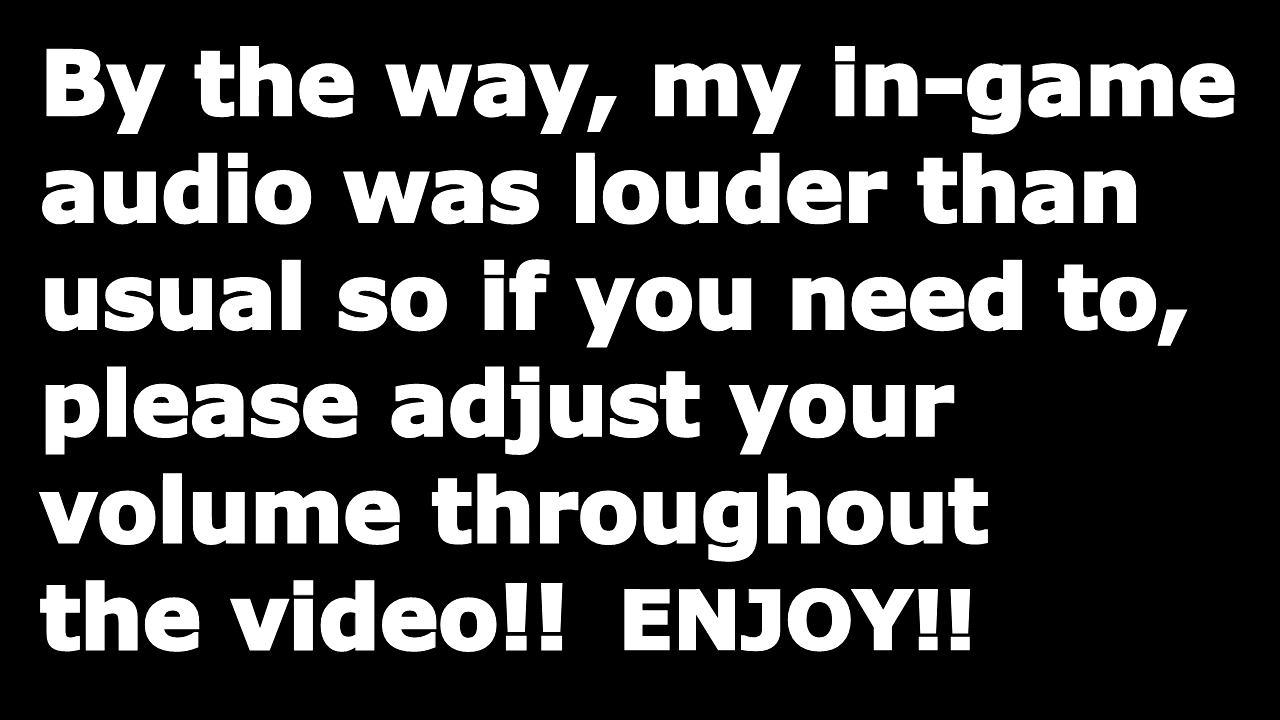 By the way, my in-game
audio was louder than
usual so if you need to,
please adjust your
volume throughout
the video!! ENJOY!!